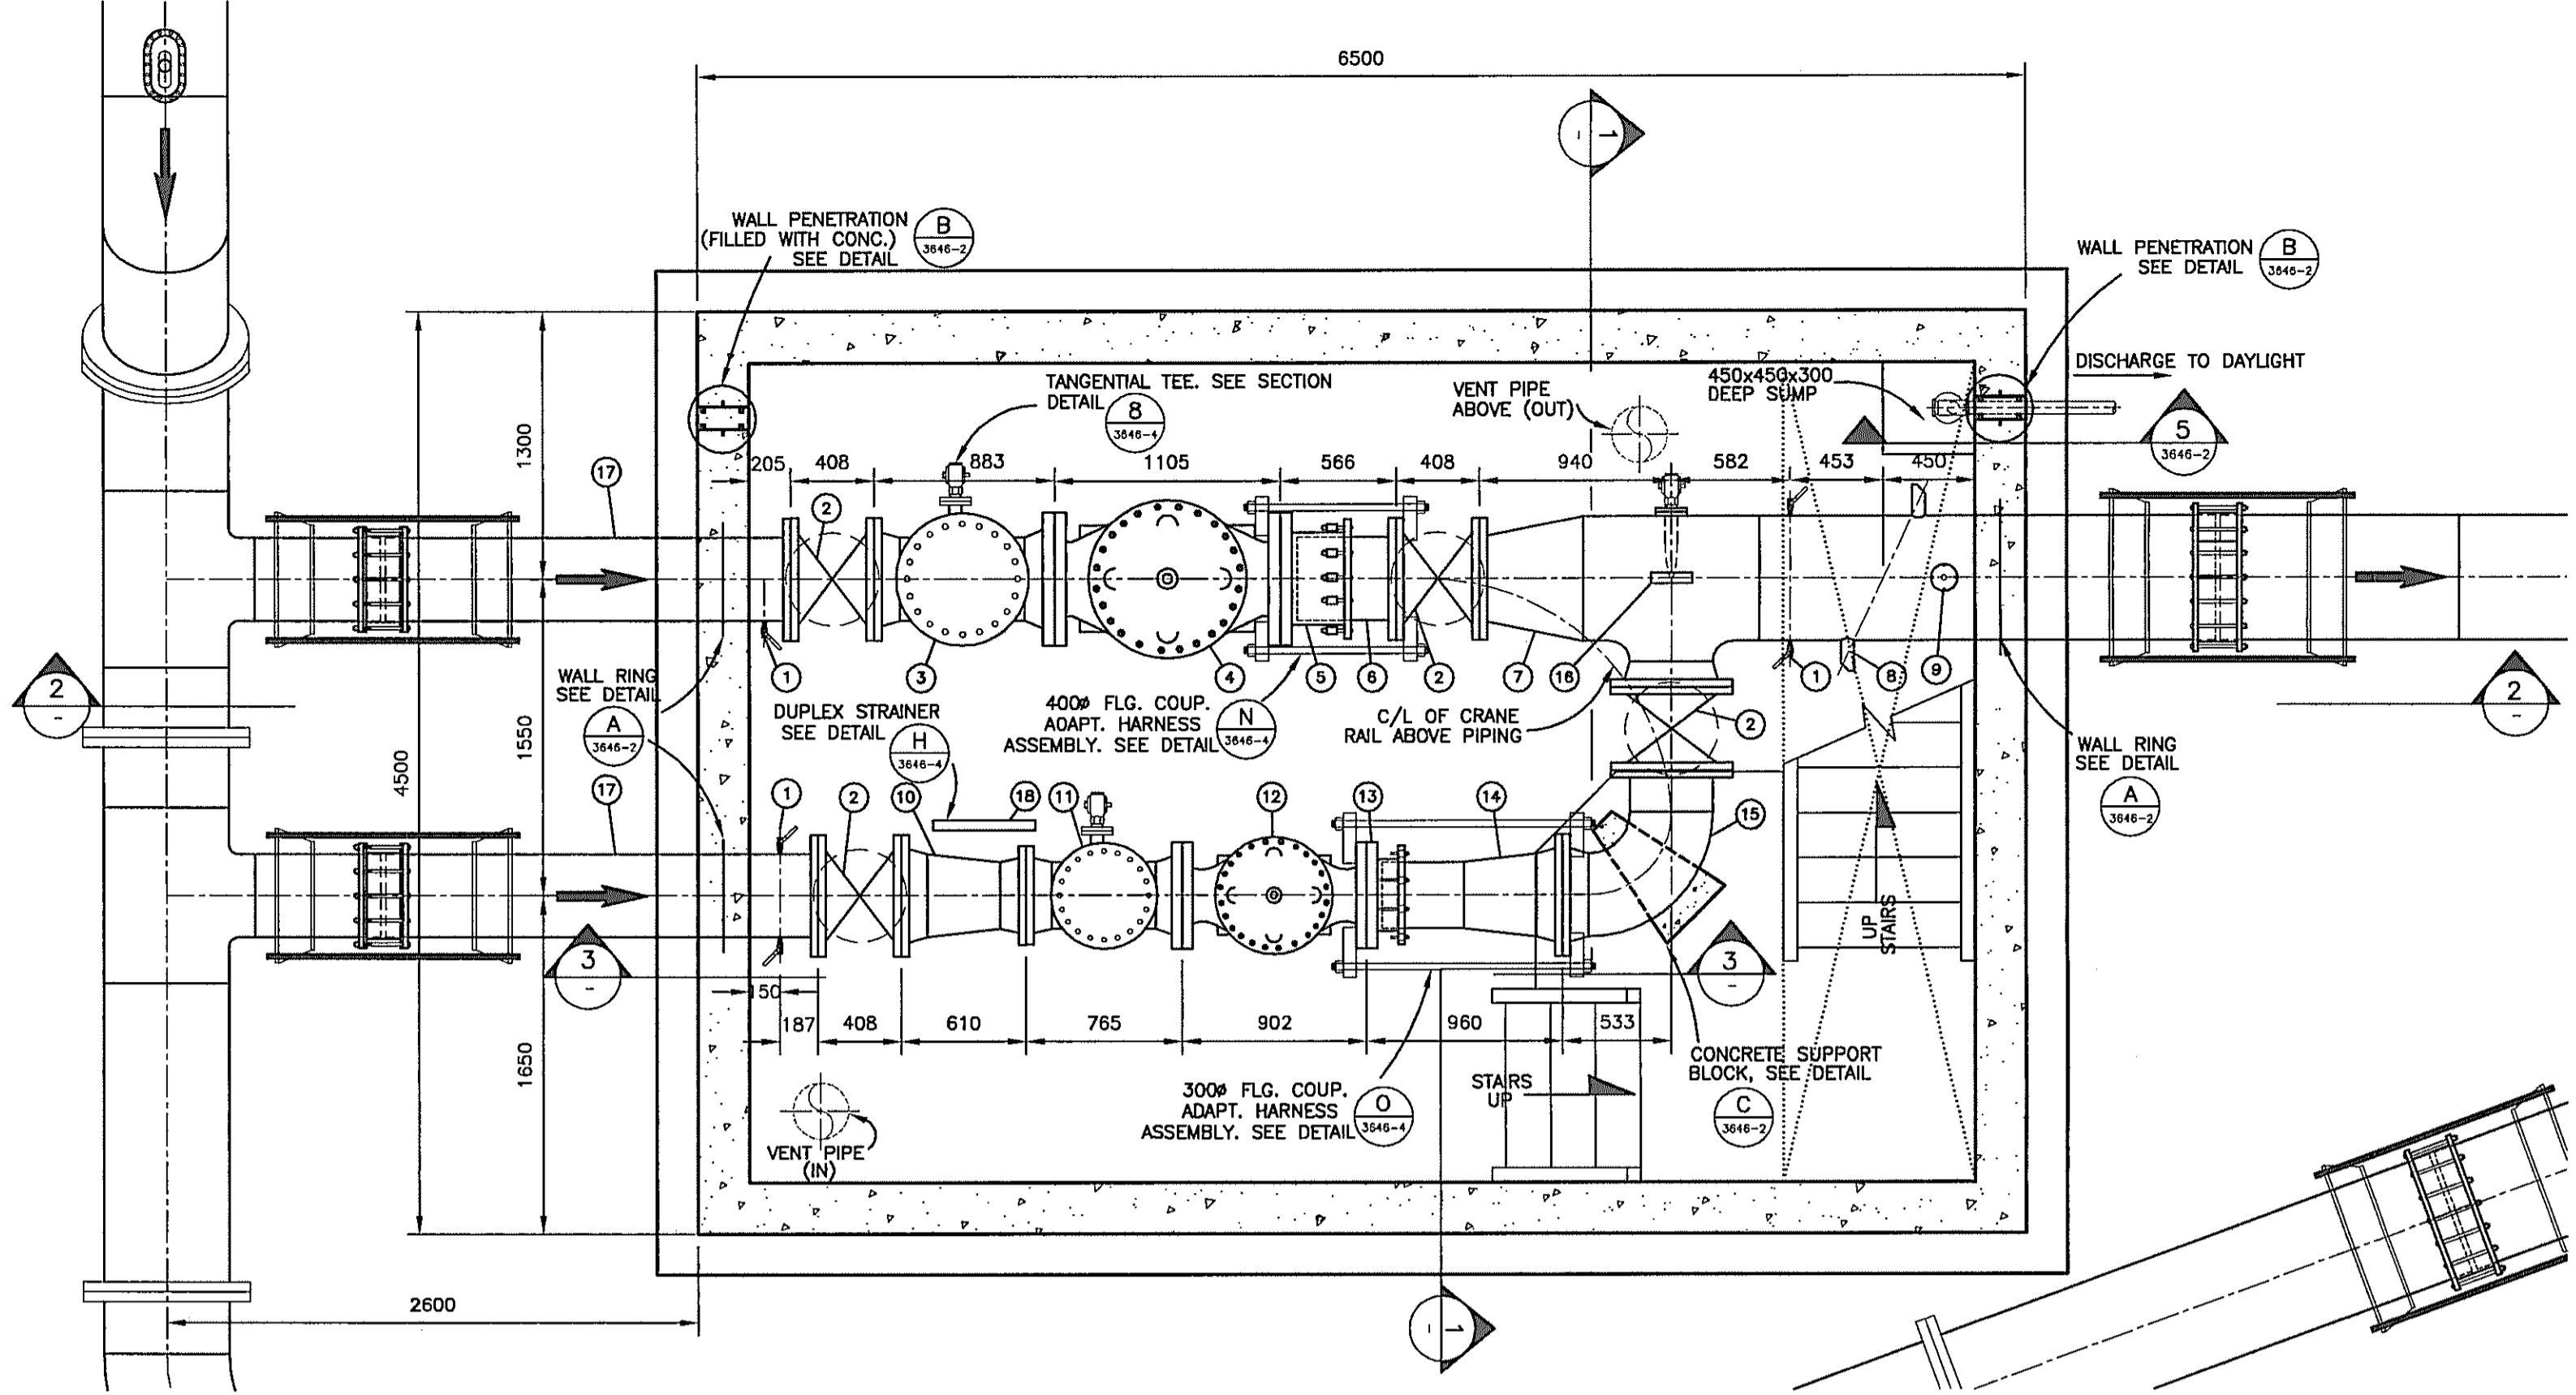 6500
1
-
WALL PENETRATION
(FILLED WITH CONC.)
SEE DETAIL
B
3646-2
WALL PENETRATION
SEE DETAIL
B
3646-2
DISCHARGE TO DAYLIGHT
TANGENTIAL TEE. SEE SECTION
DETAIL
8
3646-4
VENT PIPE
ABOVE (OUT)
450x450x300
DEEP SUMP
5
3646-2
1300
205
408
883
1105
566
408
940
582
453
450
17
2
1
3
4
5
6
2
7
16
1
8
9
2
-
2
-
WALL RING
SEE DETAIL
A
3646-2
DUPLEX STRAINER
SEE DETAIL
H
3646-4
400ø FLG. COUP.
ADAPT. HARNESS
ASSEMBLY. SEE DETAIL
N
3646-4
C/L OF CRANE
RAIL ABOVE PIPING
2
WALL RING
SEE DETAIL
A
3646-2
4500
1550
17
1
2
10
18
11
12
13
14
15
UP
STAIRS
3
-
3
-
150
187
408
610
765
902
960
533
1650
VENT PIPE
(IN)
300ø FLG. COUP.
ADAPT. HARNESS
ASSEMBLY. SEE DETAIL
O
3646-4
STAIRS
UP
CONCRETE SUPPORT
BLOCK, SEE DETAIL
C
3646-2
2600
1
-